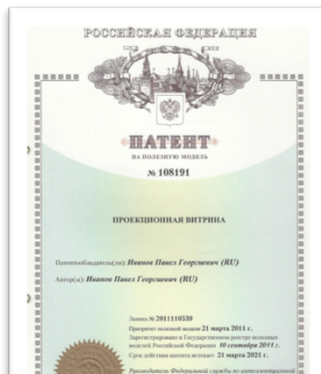 РОССИЙСКАЯ ФЕДЕРАЦИЯ
ПАТЕНТ
НА ПОЛЕЗНУЮ МОДЕЛЬ
№ 108191
ПРОЕКЦИОННАЯ ВИТРИНА
Патентообладатель(ли): Иванов Павел Георгиевич (RU)
Автор(ы): Иванов Павел Георгиевич (RU)
Заявка № 2011110539
Приоритет полезной модели 21 марта 2011 г.
Зарегистрировано в Государственном реестре полезных
моделей Российской Федерации 10 сентября 2011 г.
Срок действия патента истекает 21 марта 2021 г.
Руководитель Федеральной службы по интеллектуальной